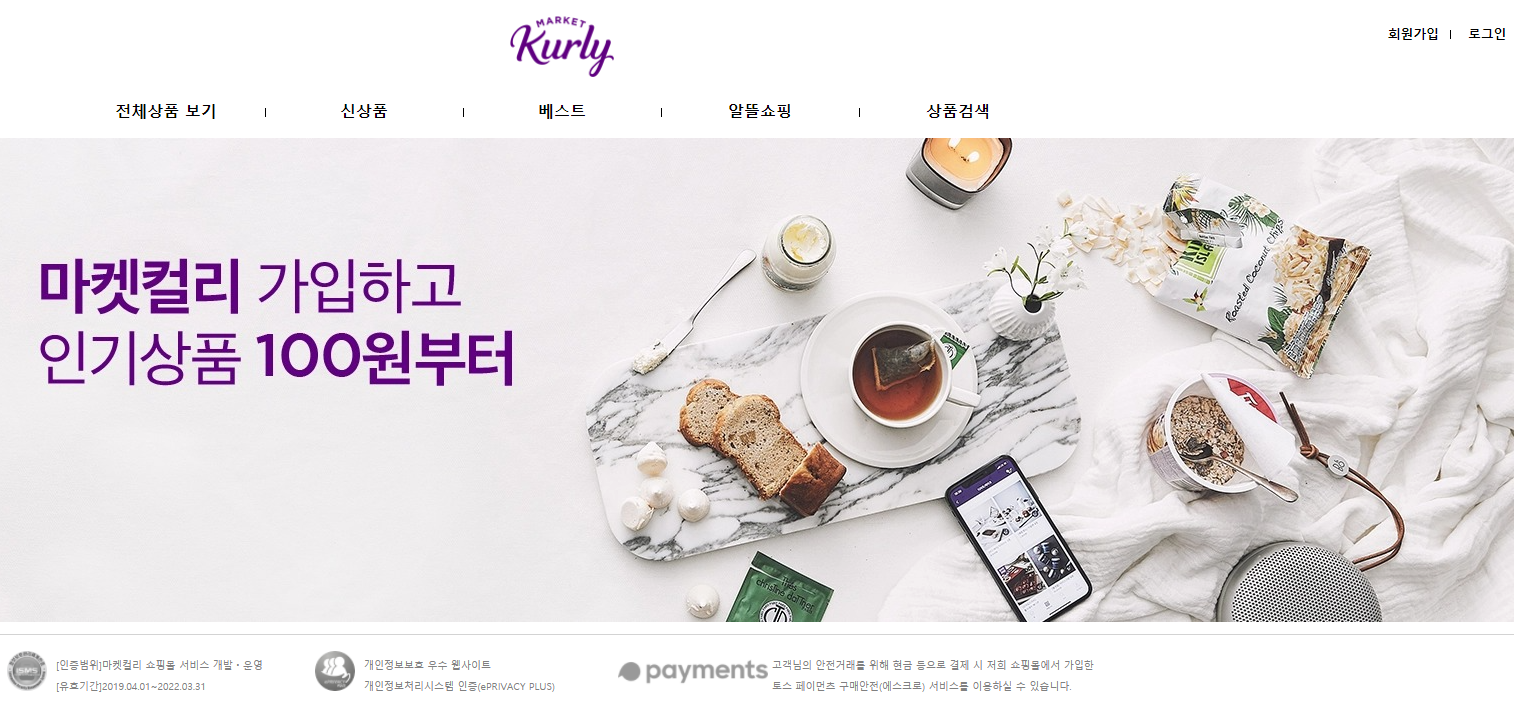 MARKET
Kurly
회원가입 | 로그인
전체상품 보기 | 신상품 | 베스트 | 알뜰쇼핑 | 상품검색
마켓컬리 가입하고
인기상품 100원부터
Roasted Coconut Chips
[인증범위]마켓컬리 쇼핑몰 서비스 개발·운영
[유효기간]2019.04.01~2022.03.31
개인정보보호 우수 웹사이트
개인정보처리시스템 인증(ePRIVACY PLUS)
payments
고객님의 안전거래를 위해 현금 등으로 결제 시 저희 쇼핑몰에서 가입한
토스 페이먼츠 구매안전(에스크로) 서비스를 이용하실 수 있습니다.